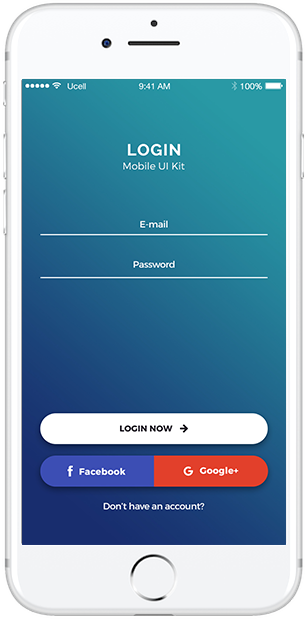 Ucell 9:41 AM 100%
LOGIN
Mobile UI Kit
E-mail
Password
LOGIN NOW
Facebook Google+
Don't have an account?